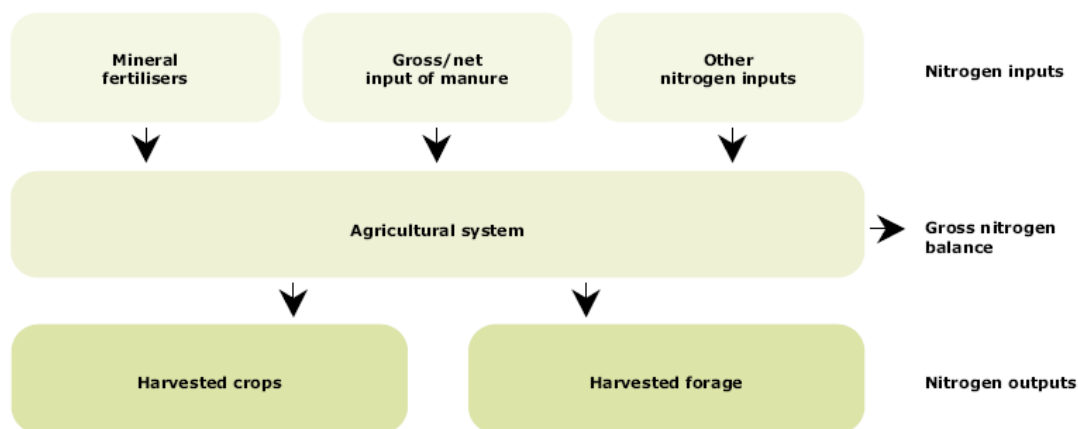 Mineral
fertilisers
Gross/net
input of manure
Other
nitrogen inputs
Nitrogen inputs
Agricultural system
Gross nitrogen
balance
Harvested crops
Harvested forage
Nitrogen outputs